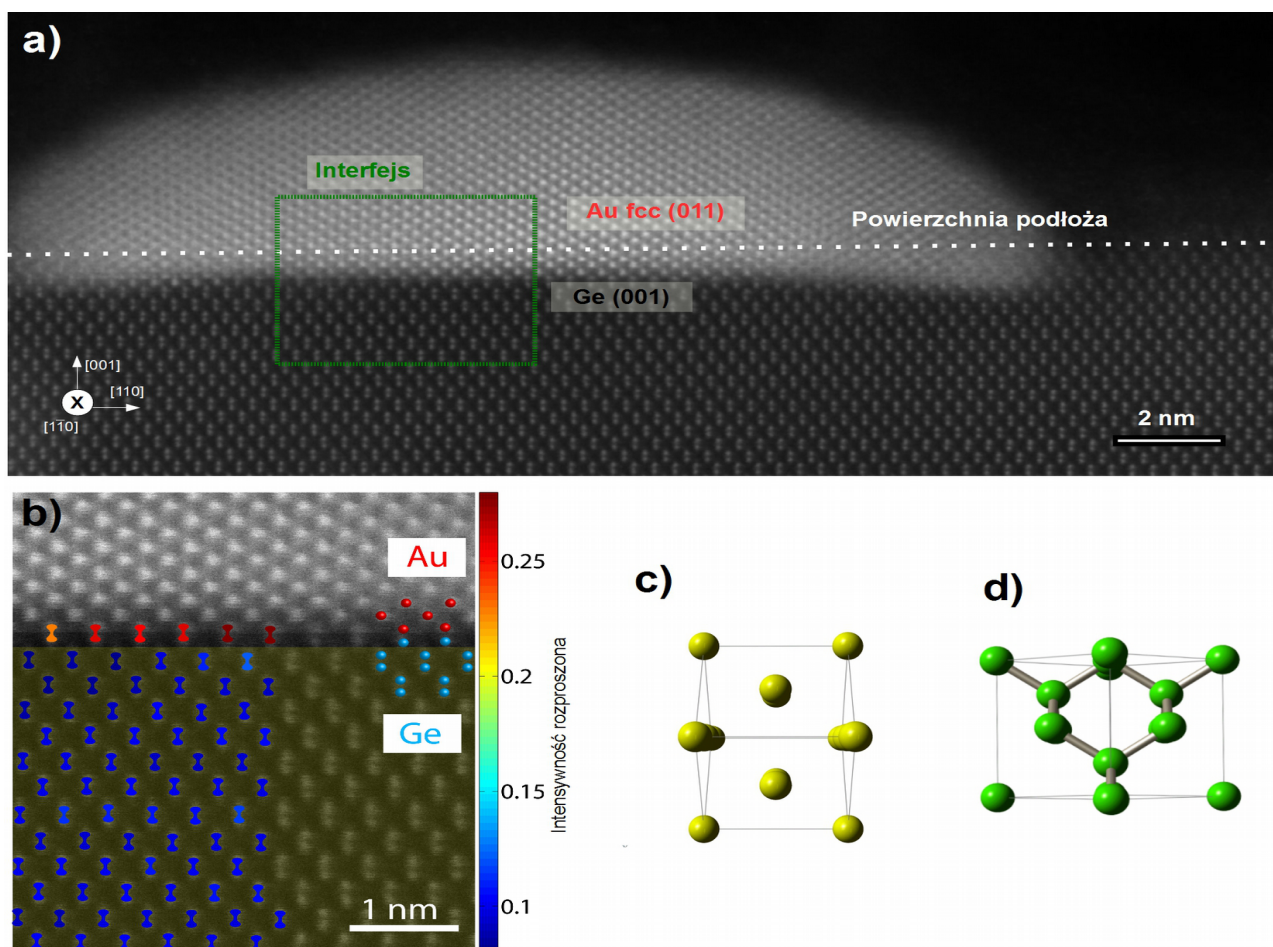 a)
Interfejs
Au fcc (011)
Powierzchnia podłoża
Ge (001)
[001]
[110]
X
[1̄10]
2 nm
b)
Au
Ge
1 nm
0.25
0.2
0.15
0.1
Intensywność rozproszona
c)
d)